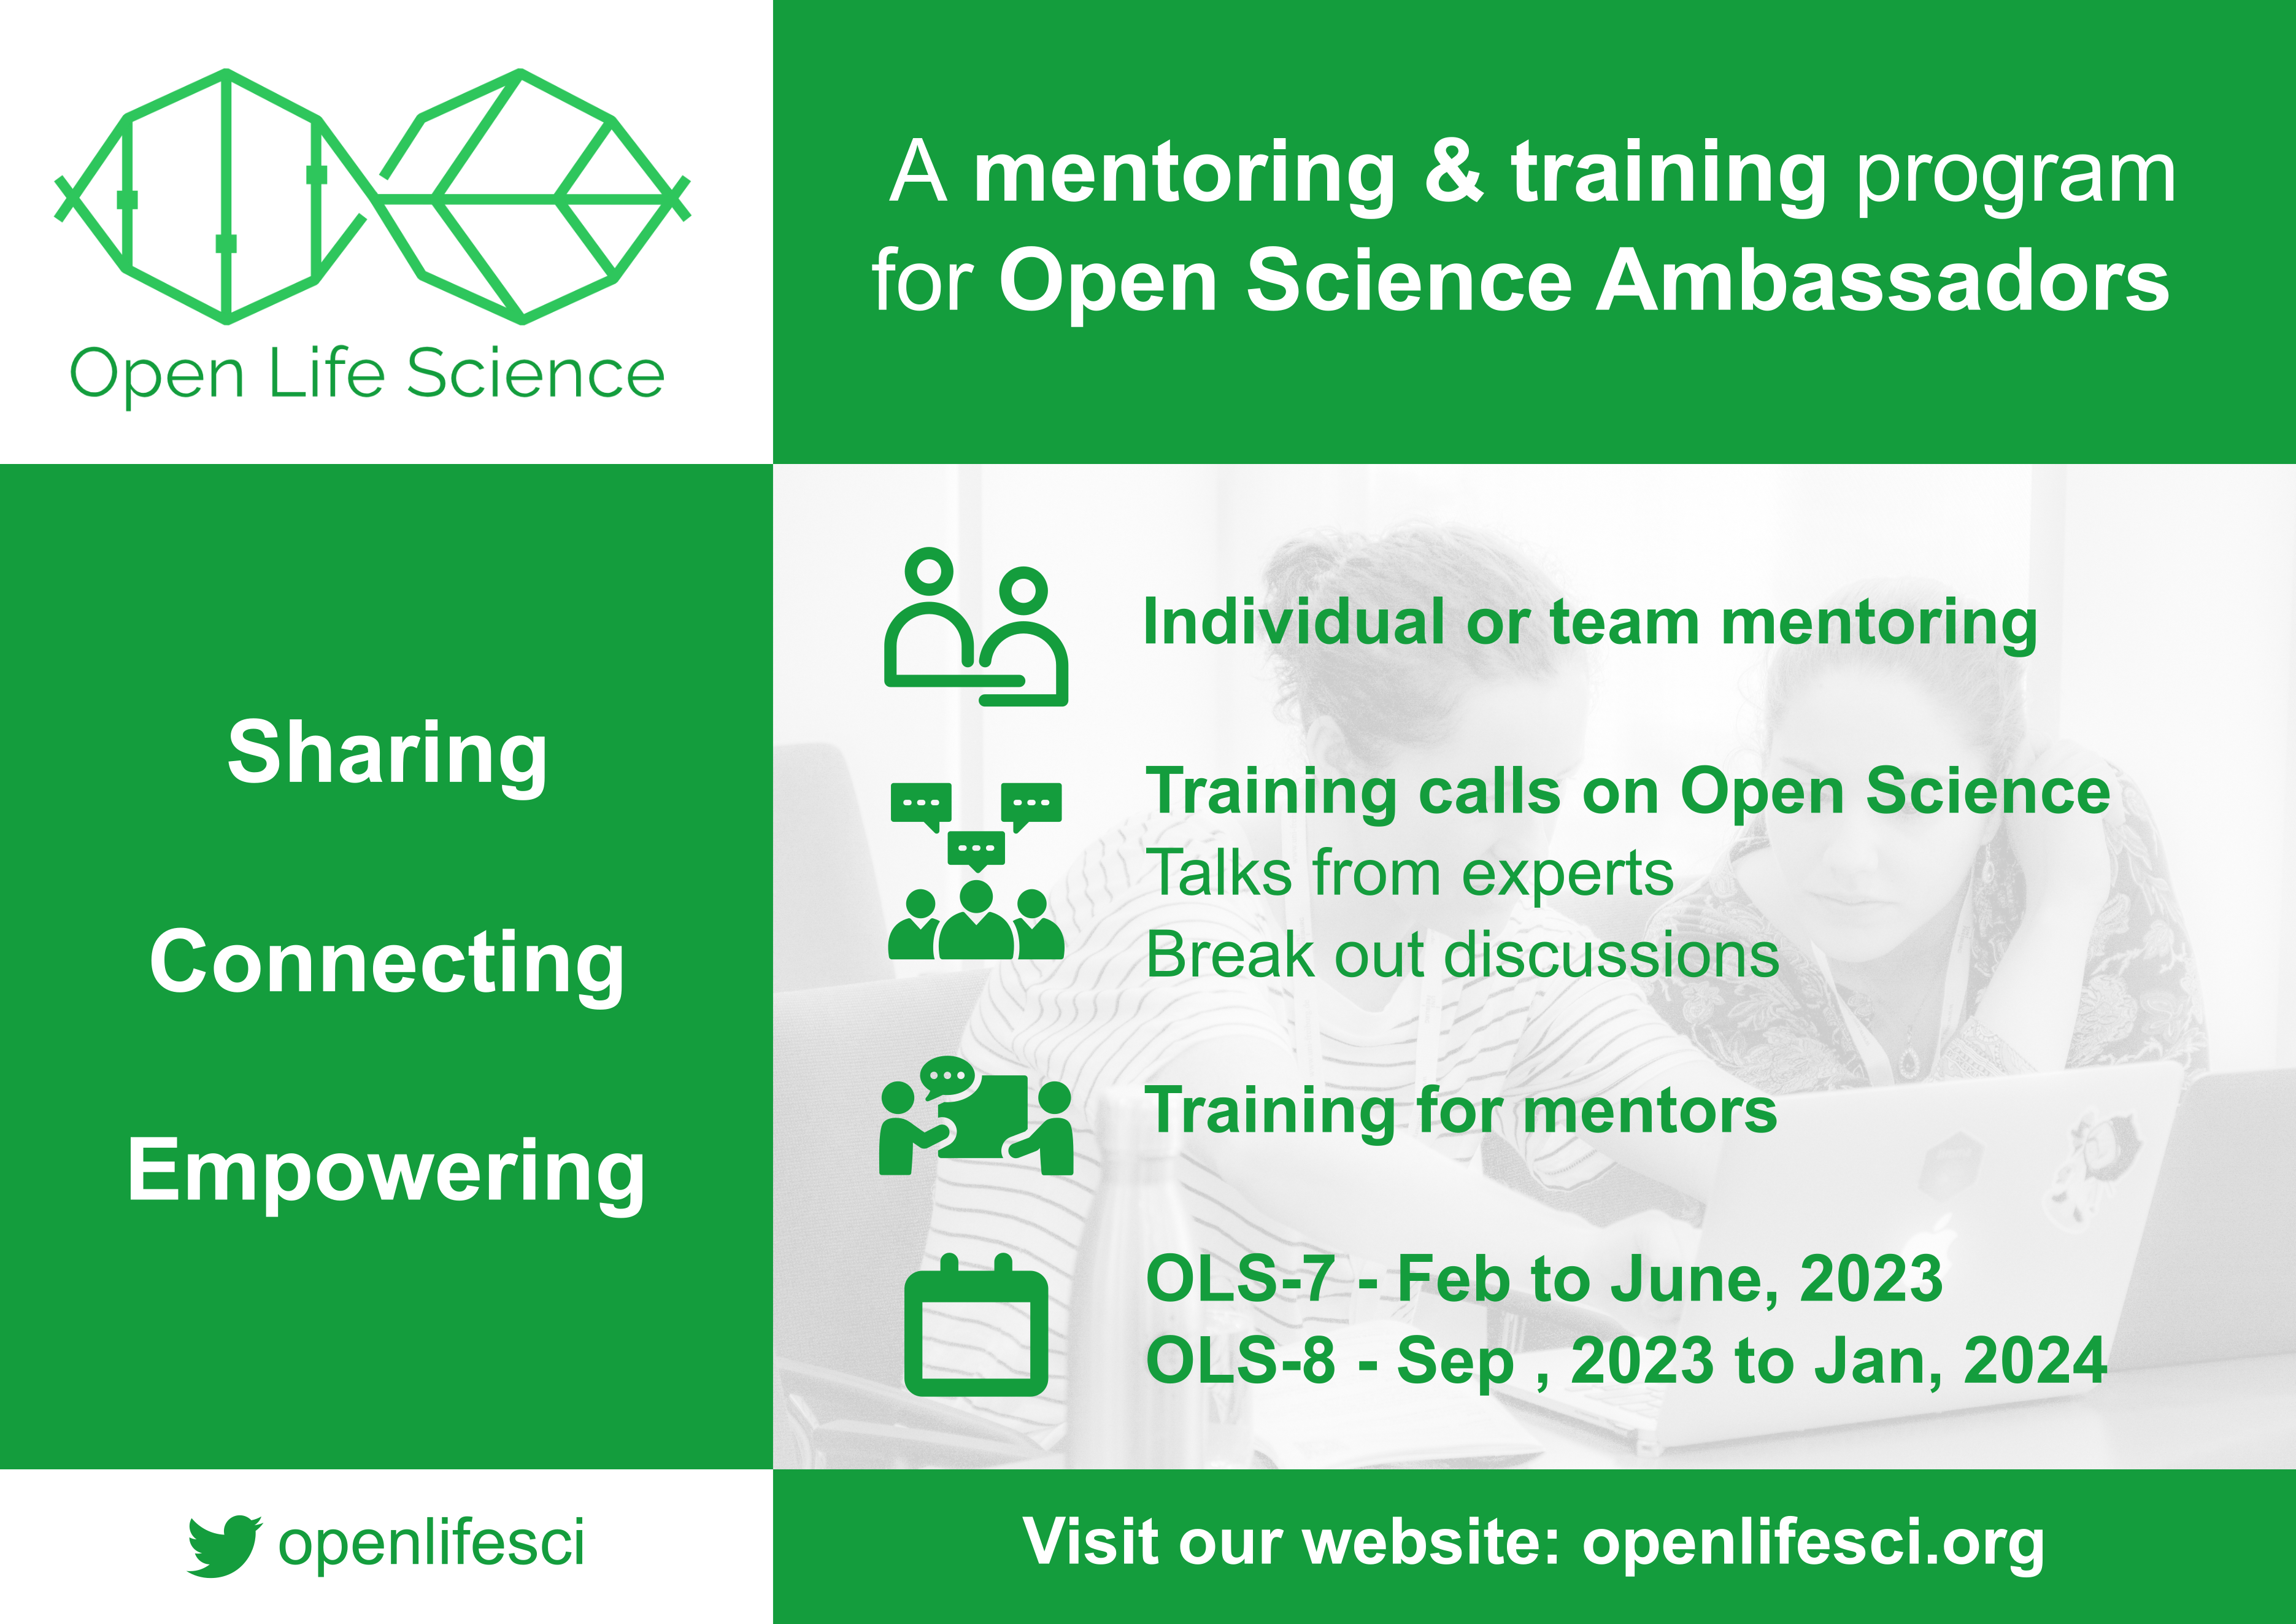 Open Life Science
A mentoring & training program
for Open Science Ambassadors
Sharing
Connecting
Empowering
Individual or team mentoring
Training calls on Open Science
Talks from experts
Break out discussions
Training for mentors
OLS-7 - Feb to June, 2023
OLS-8 - Sep , 2023 to Jan, 2024
openlifesci
Visit our website: openlifesci.org